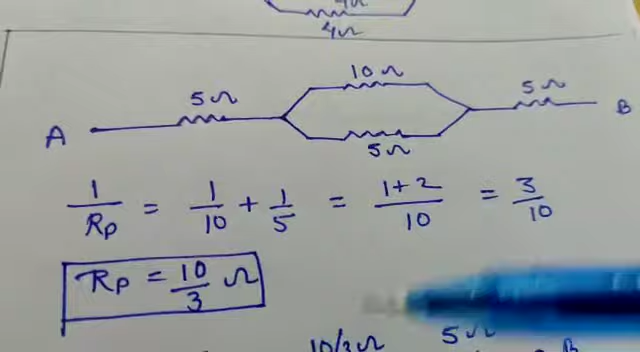 4Ω
10Ω
5Ω 5Ω
A B
5Ω
1/Rp = 1/10 + 1/5 = 1+2/10 = 3/10
Rp = 10/3 Ω
10/3Ω 5Ω
B